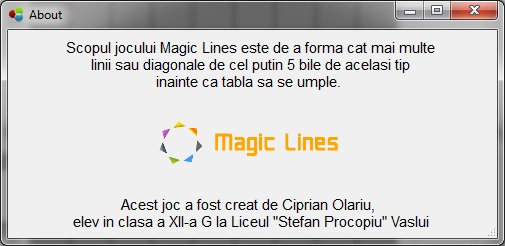 About
Scopul jocului Magic Lines este de a forma cat mai multe
linii sau diagonale de cel putin 5 bile de acelasi tip
inainte ca tabla sa se umple.
Magic Lines
Acest joc a fost creat de Ciprian Olariu,
elev in clasa a XII-a G la Liceul "Stefan Procopiu" Vaslui